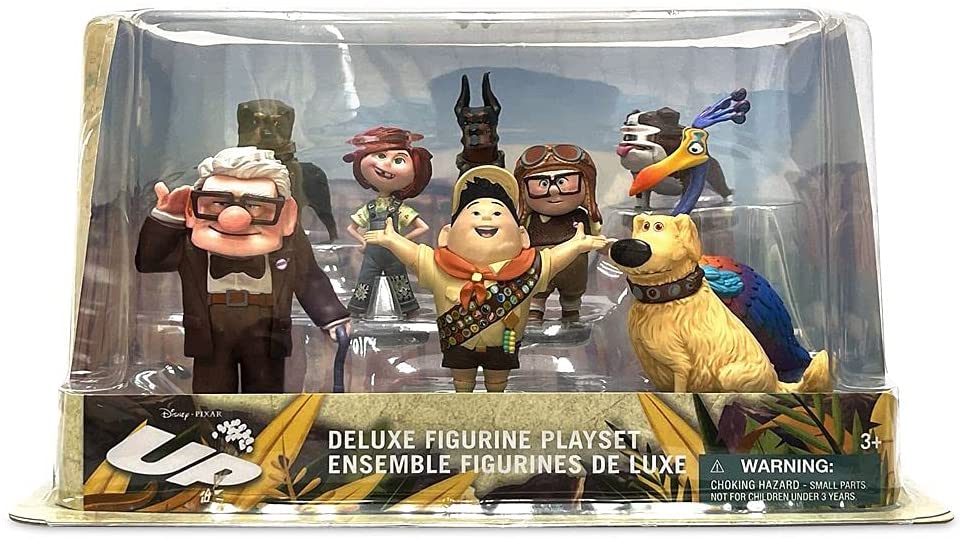 Disney · PIXAR
UP
DELUXE FIGURINE PLAYSET
ENSEMBLE FIGURINES DE LUXE
3+
⚠ WARNING:
CHOKING HAZARD - SMALL PARTS.
NOT FOR CHILDREN UNDER 3 YEARS.